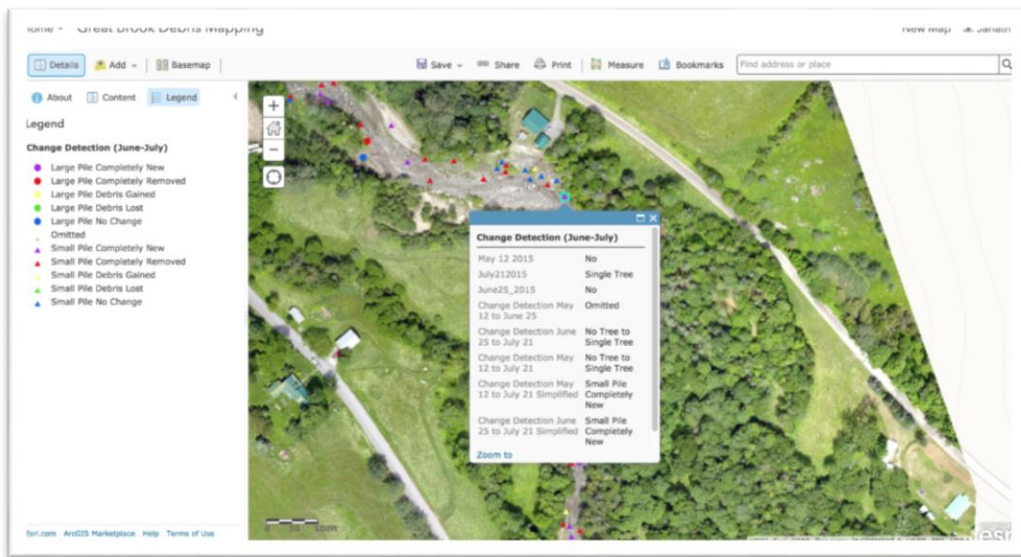 Home Great Brook Debris Mapping
New Map
Details Add Basemap Save Share Print Measure Bookmarks Find address or place
About Content Legend
Legend
Change Detection (June-July)
Large Pile Completely New
Large Pile Completely Removed
Large Pile Debris Gained
Large Pile Debris Lost
Large Pile No Change
Omitted
Small Pile Completely New
Small Pile Completely Removed
Small Pile Debris Gained
Small Pile Debris Lost
Small Pile No Change
Change Detection (June-July)
May 12 2015 No
July212015 Single Tree
June25_2015 No
Change Detection May Omitted
12 to June 25
Change Detection June No Tree to
25 to July 21 Single Tree
Change Detection May No Tree to
12 to July 21 Single Tree
Change Detection May Small Pile
12 to July 21 Simplified Completely
New
Change Detection June Small Pile
25 to July 21 Simplified Completely
New
Zoom to
Esri.com ArcGIS Marketplace Help Terms of Use